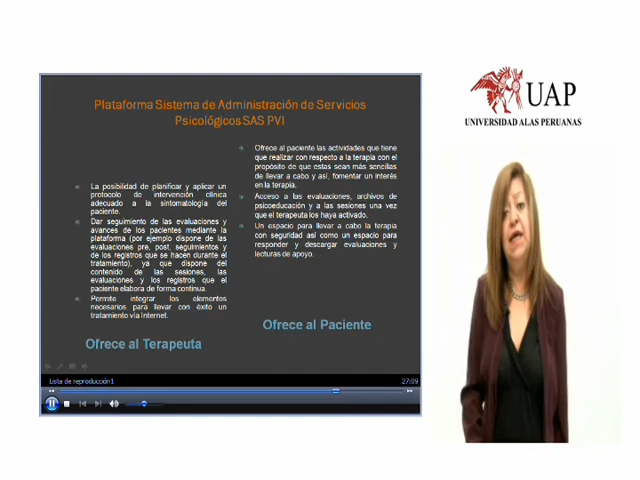 Plataforma Sistema de Administración de Servicios
Psicológicos SAS PVI
La posibilidad de planificar y aplicar un
protocolo de intervención clínica
adecuado a la sintomatología del
paciente.
Dar seguimiento de las evaluaciones y
avances de los pacientes mediante la
plataforma (por ejemplo dispone de las
evaluaciones pre, post, seguimientos y
de los registros que se hacen durante el
tratamiento), ya que dispone del
contenido de las sesiones, las
evaluaciones y los registros que el
paciente elabora de forma continua.
Permite integrar los elementos
necesarios para llevar con éxito un
tratamiento vía Internet.
Ofrece al Terapeuta
Ofrece al paciente las actividades que tiene
que realizar con respecto a la terapia con el
propósito de que estas sean más sencillas
de llevar a cabo y así, fomentar un interés
en la terapia.
Acceso a las evaluaciones, archivos de
psicoeducación y a las sesiones una vez
que el terapeuta los haya activado.
Un espacio para llevar a cabo la terapia
con seguridad así como un espacio para
responder y descargar evaluaciones y
lecturas de apoyo.
Ofrece al Paciente
Lista de reproducción1
27:09
UAP
UNIVERSIDAD ALAS PERUANAS